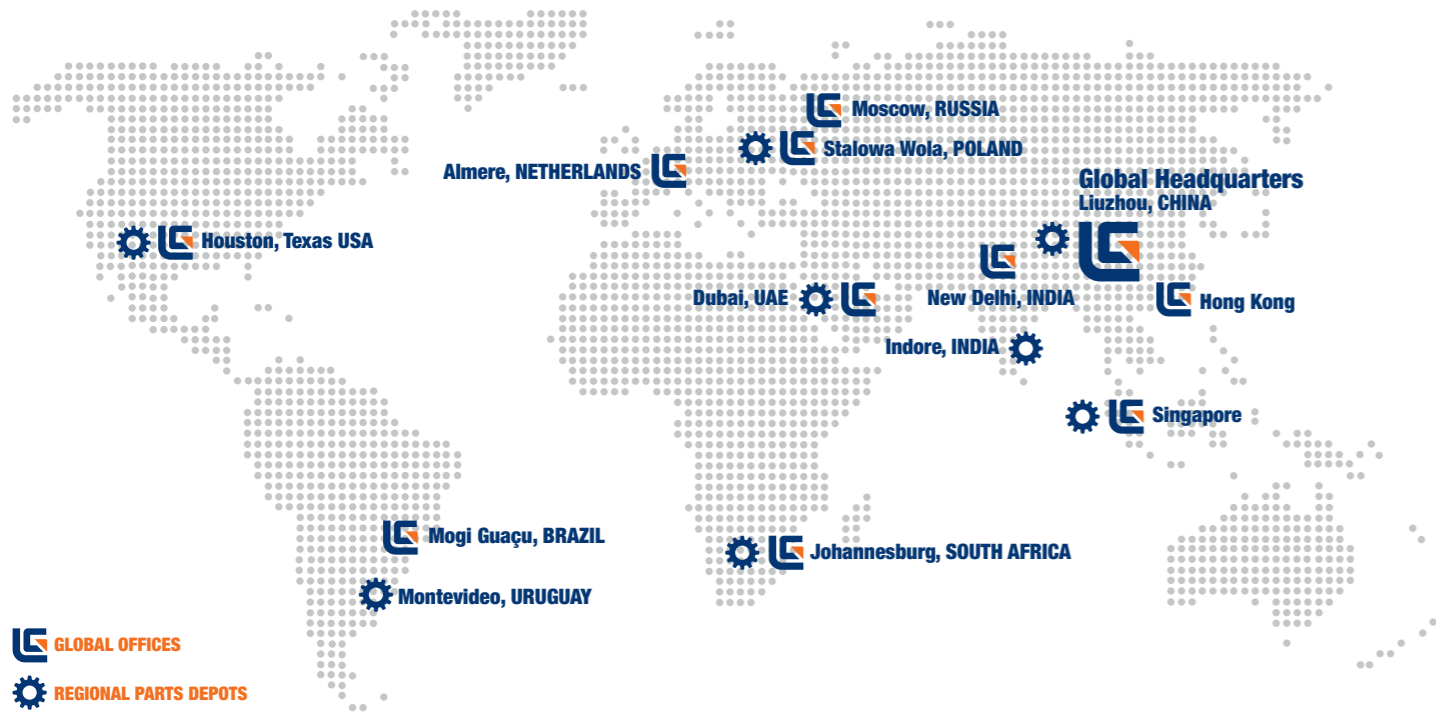 Moscow, RUSSIA
Stalowa Wola, POLAND
Almere, NETHERLANDS
Global Headquarters
Liuzhou, CHINA
Houston, Texas USA
Dubai, UAE
New Delhi, INDIA
Hong Kong
Indore, INDIA
Singapore
Mogi Guaçu, BRAZIL
Johannesburg, SOUTH AFRICA
Montevideo, URUGUAY
GLOBAL OFFICES
REGIONAL PARTS DEPOTS